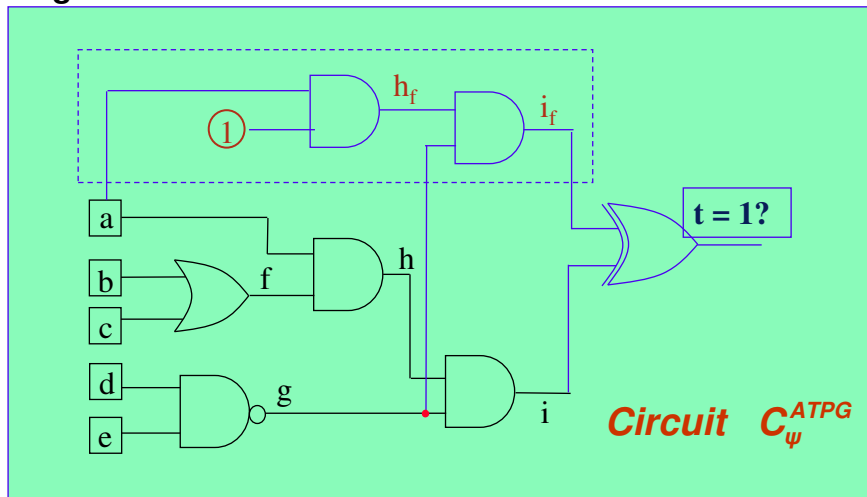 h_f
i_f
1
a
t = 1?
b
f
h
c
d
g
e
i
Circuit C_ψ^ATPG